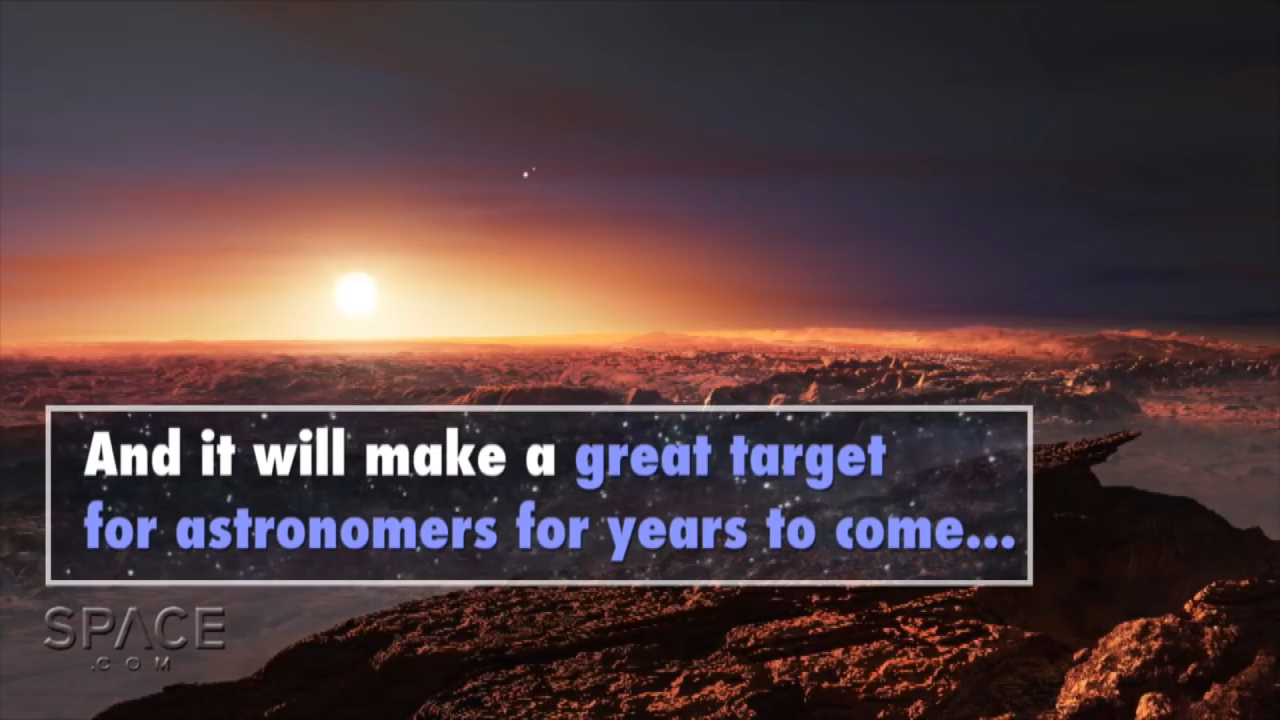 And it will make a great target
for astronomers for years to come...
SPACE
.COM